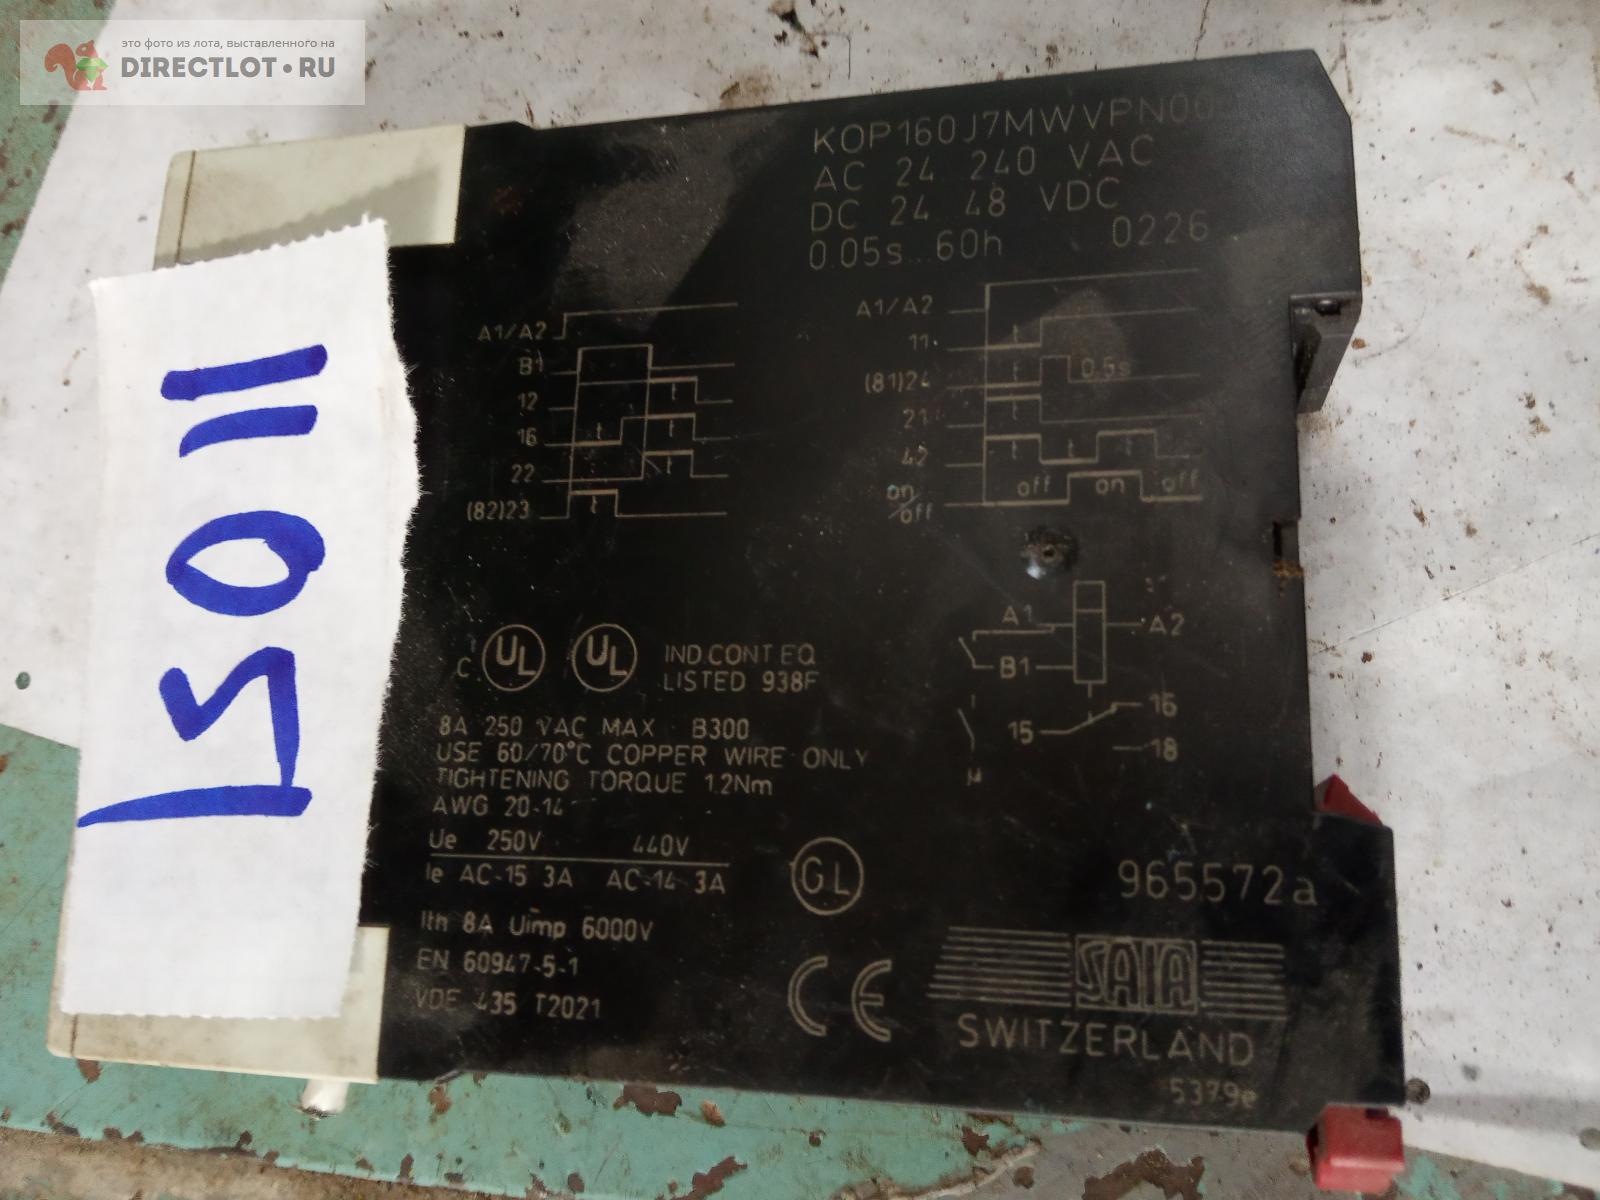 это фото из лота, выставленного на
DIRECTLOT•RU
KOP160J7MWVPN00
AC 24...240 VAC
DC 24...48 VDC
0.05s...60h 0226
A1/A2
B1
12
t
16
t t
22
t
(82)23
t
A1/A2
11
t
(81)24
t 0,5s
21
t
42
t t
on/off
off on off
15011
C UL UL
IND.CONT.EQ
LISTED 938F
8A 250 VAC MAX B300
USE 60/70°C COPPER WIRE ONLY
TIGHTENING TORQUE 1.2Nm
AWG 20-14
Ue 250V 440V
Ie AC-15 3A AC-14 3A
Ith 8A Uimp 6000V
EN 60947-5-1
VDE 435 T2021
A1 A2
B1
15 16
18
GL
CE
965572a
SAIA
SWITZERLAND
5379e